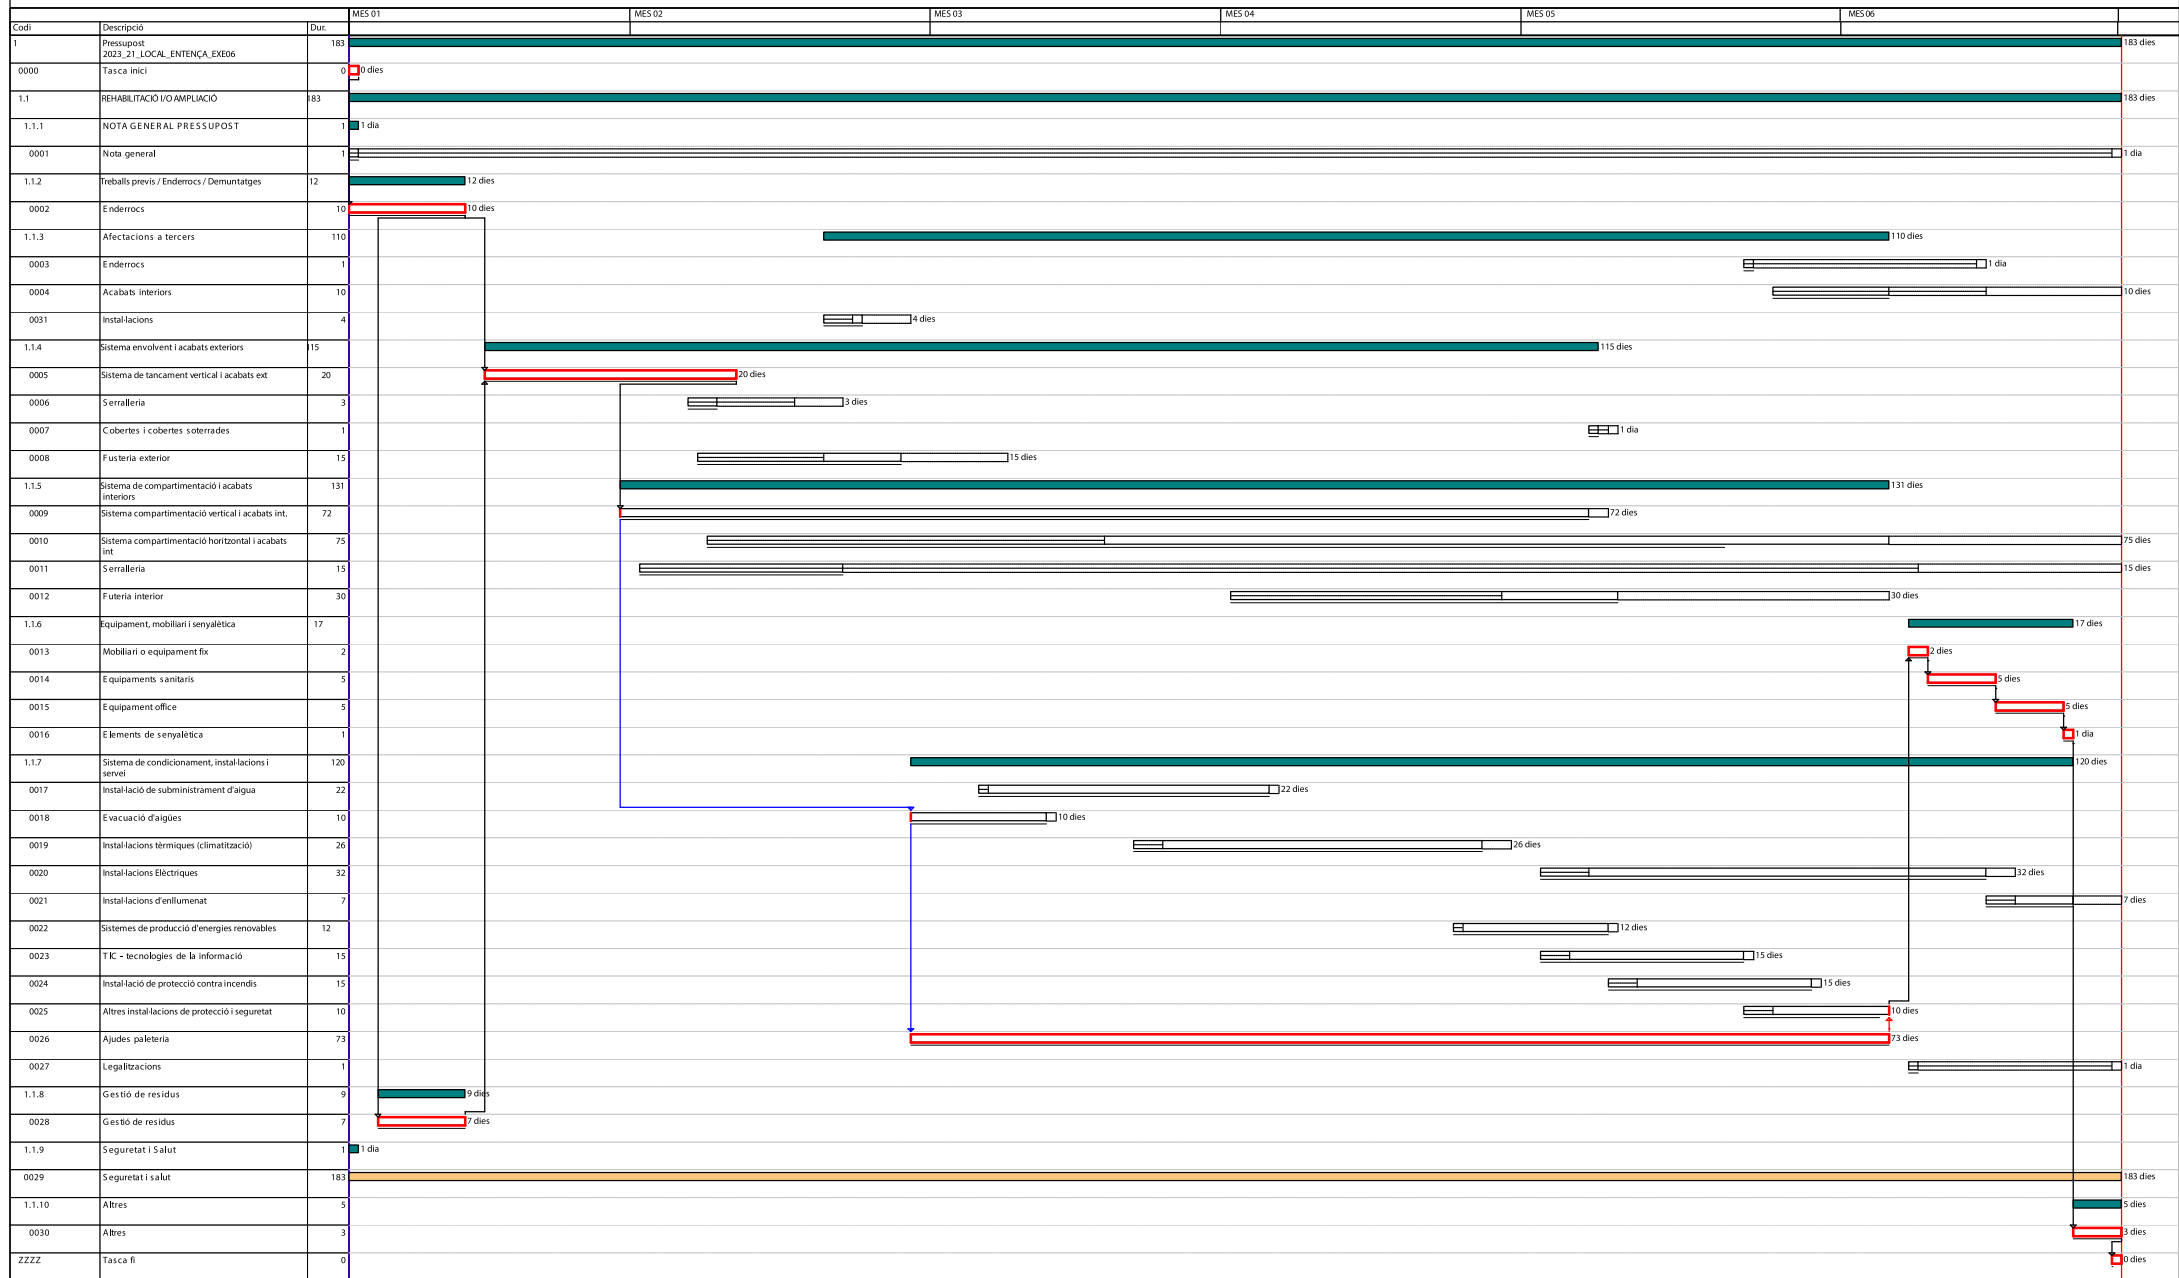 MES 01 MES 02 MES 03 MES 04 MES 05 MES 06
Codi Descripció Dur.
1 Pressupost 183 183 dies
2023_21_LOCAL_ENTENÇA_EXE06
0000 Tasca inici 0 0 dies
1.1 REHABILITACIÓ I/O AMPLIACIÓ 183 183 dies
1.1.1 NOTA GENERAL PRESSUPOST 1 1 dia
0001 Nota general 1 1 dia
1.1.2 Treballs previs / Enderrocs / Demuntatges 12 12 dies
0002 Enderrocs 10 10 dies
1.1.3 Afectacions a tercers 110 110 dies
0003 Enderrocs 1 1 dia
0004 Acabats interiors 10 10 dies
0031 Instal·lacions 4 4 dies
1.1.4 Sistema envolvent i acabats exteriors 115 115 dies
0005 Sistema de tancament vertical i acabats ext 20 20 dies
0006 Serralleria 3 3 dies
0007 Cobertes i cobertes soterrades 1 1 dia
0008 Fusteria exterior 15 15 dies
1.1.5 Sistema de compartimentació i acabats 131 131 dies
interiors
0009 Sistema compartimentació vertical i acabats int. 72 72 dies
0010 Sistema compartimentació horitzontal i acabats 75 75 dies
int
0011 Serralleria 15 15 dies
0012 Futeria interior 30 30 dies
1.1.6 Equipament, mobiliari i senyalètica 17 17 dies
0013 Mobiliari o equipament fix 2 2 dies
0014 Equipaments sanitaris 5 5 dies
0015 Equipament office 5 5 dies
0016 Elements de senyalètica 1 1 dia
1.1.7 Sistema de condicionament, instal·lacions i 120 120 dies
servei
0017 Instal·lació de subministrament d'aigua 22 22 dies
0018 Evacuació d'aigües 10 10 dies
0019 Instal·lacions tèrmiques (climatització) 26 26 dies
0020 Instal·lacions Elèctriques 32 32 dies
0021 Instal·lacions d'enllumenat 7 7 dies
0022 Sistemes de producció d'energies renovables 12 12 dies
0023 TIC - tecnologies de la informació 15 15 dies
0024 Instal·lació de protecció contra incendis 15 15 dies
0025 Altres instal·lacions de protecció i seguretat 10 10 dies
0026 Ajudes paleteria 73 73 dies
0027 Legalitzacions 1 1 dia
1.1.8 Gestió de residus 9 9 dies
0028 Gestió de residus 7 7 dies
1.1.9 Seguretat i Salut 1 1 dia
0029 Seguretat i salut 183 183 dies
1.1.10 Altres 5 5 dies
0030 Altres 3 3 dies
ZZZZ Tasca fi 0 0 dies